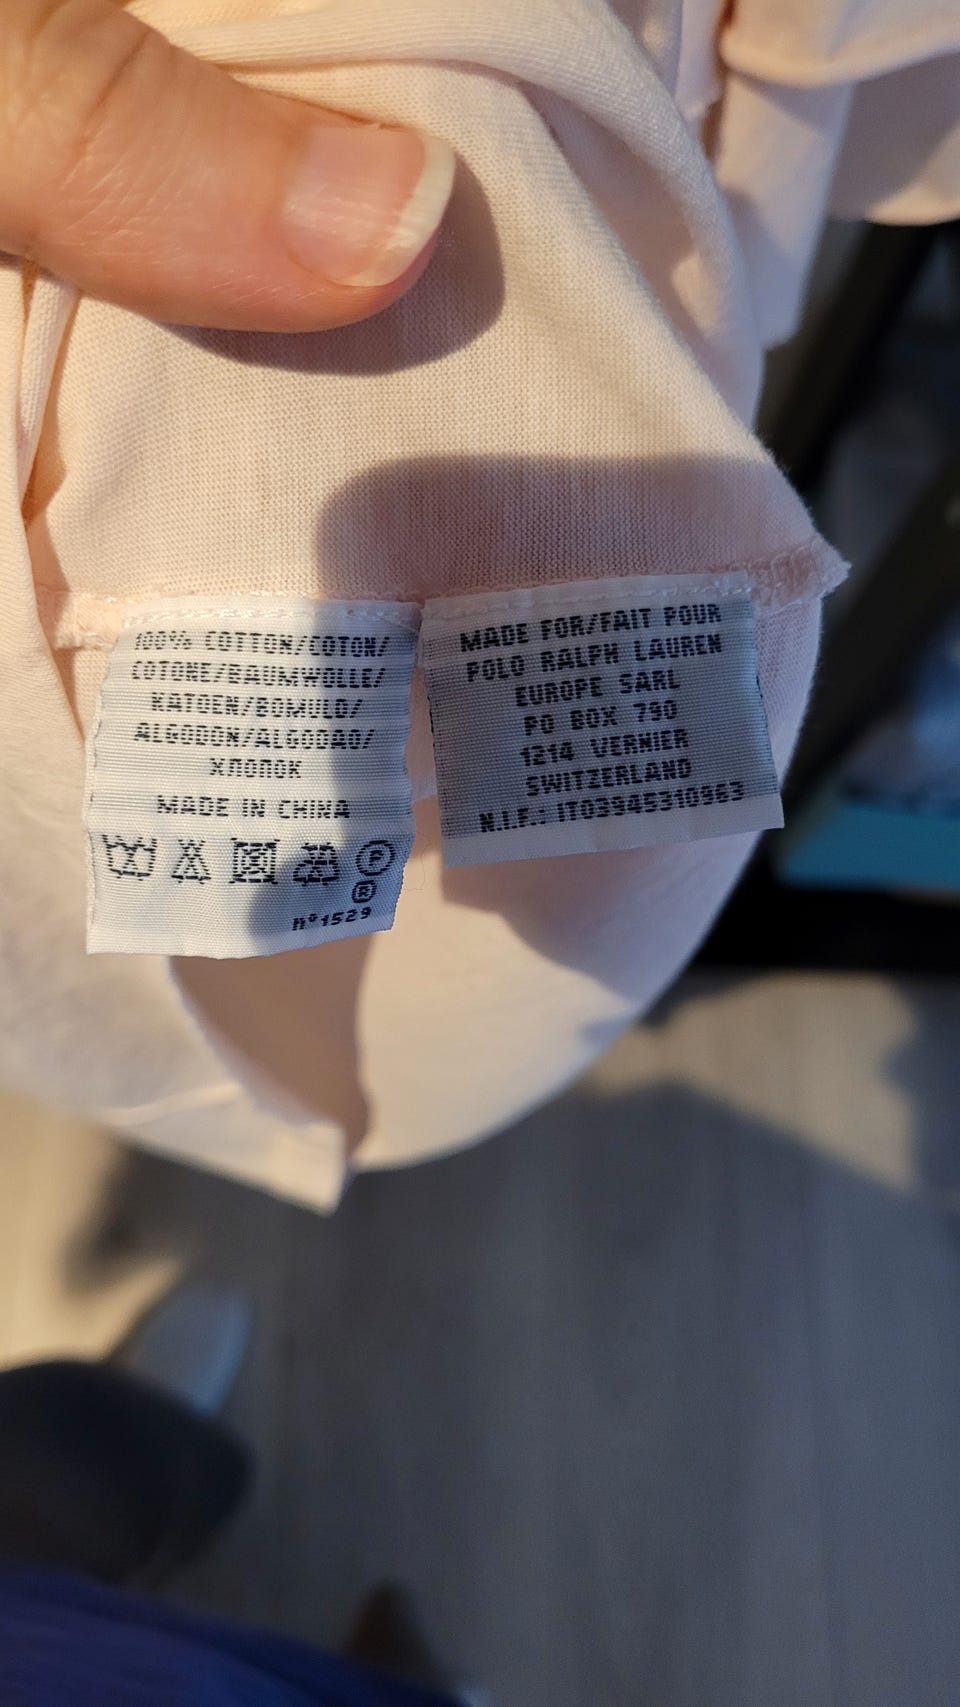 100% COTTON/COTON/
COTONE/BAUMWOLLE/
KATOEN/BOMULD/
ALGODON/ALGODAO/
ХЛОПОК
MADE IN CHINA
P
®
n°1529
MADE FOR/FAIT POUR
POLO RALPH LAUREN
EUROPE SARL
PO BOX 790
1214 VERNIER
SWITZERLAND
N.I.F.: IT03945310963